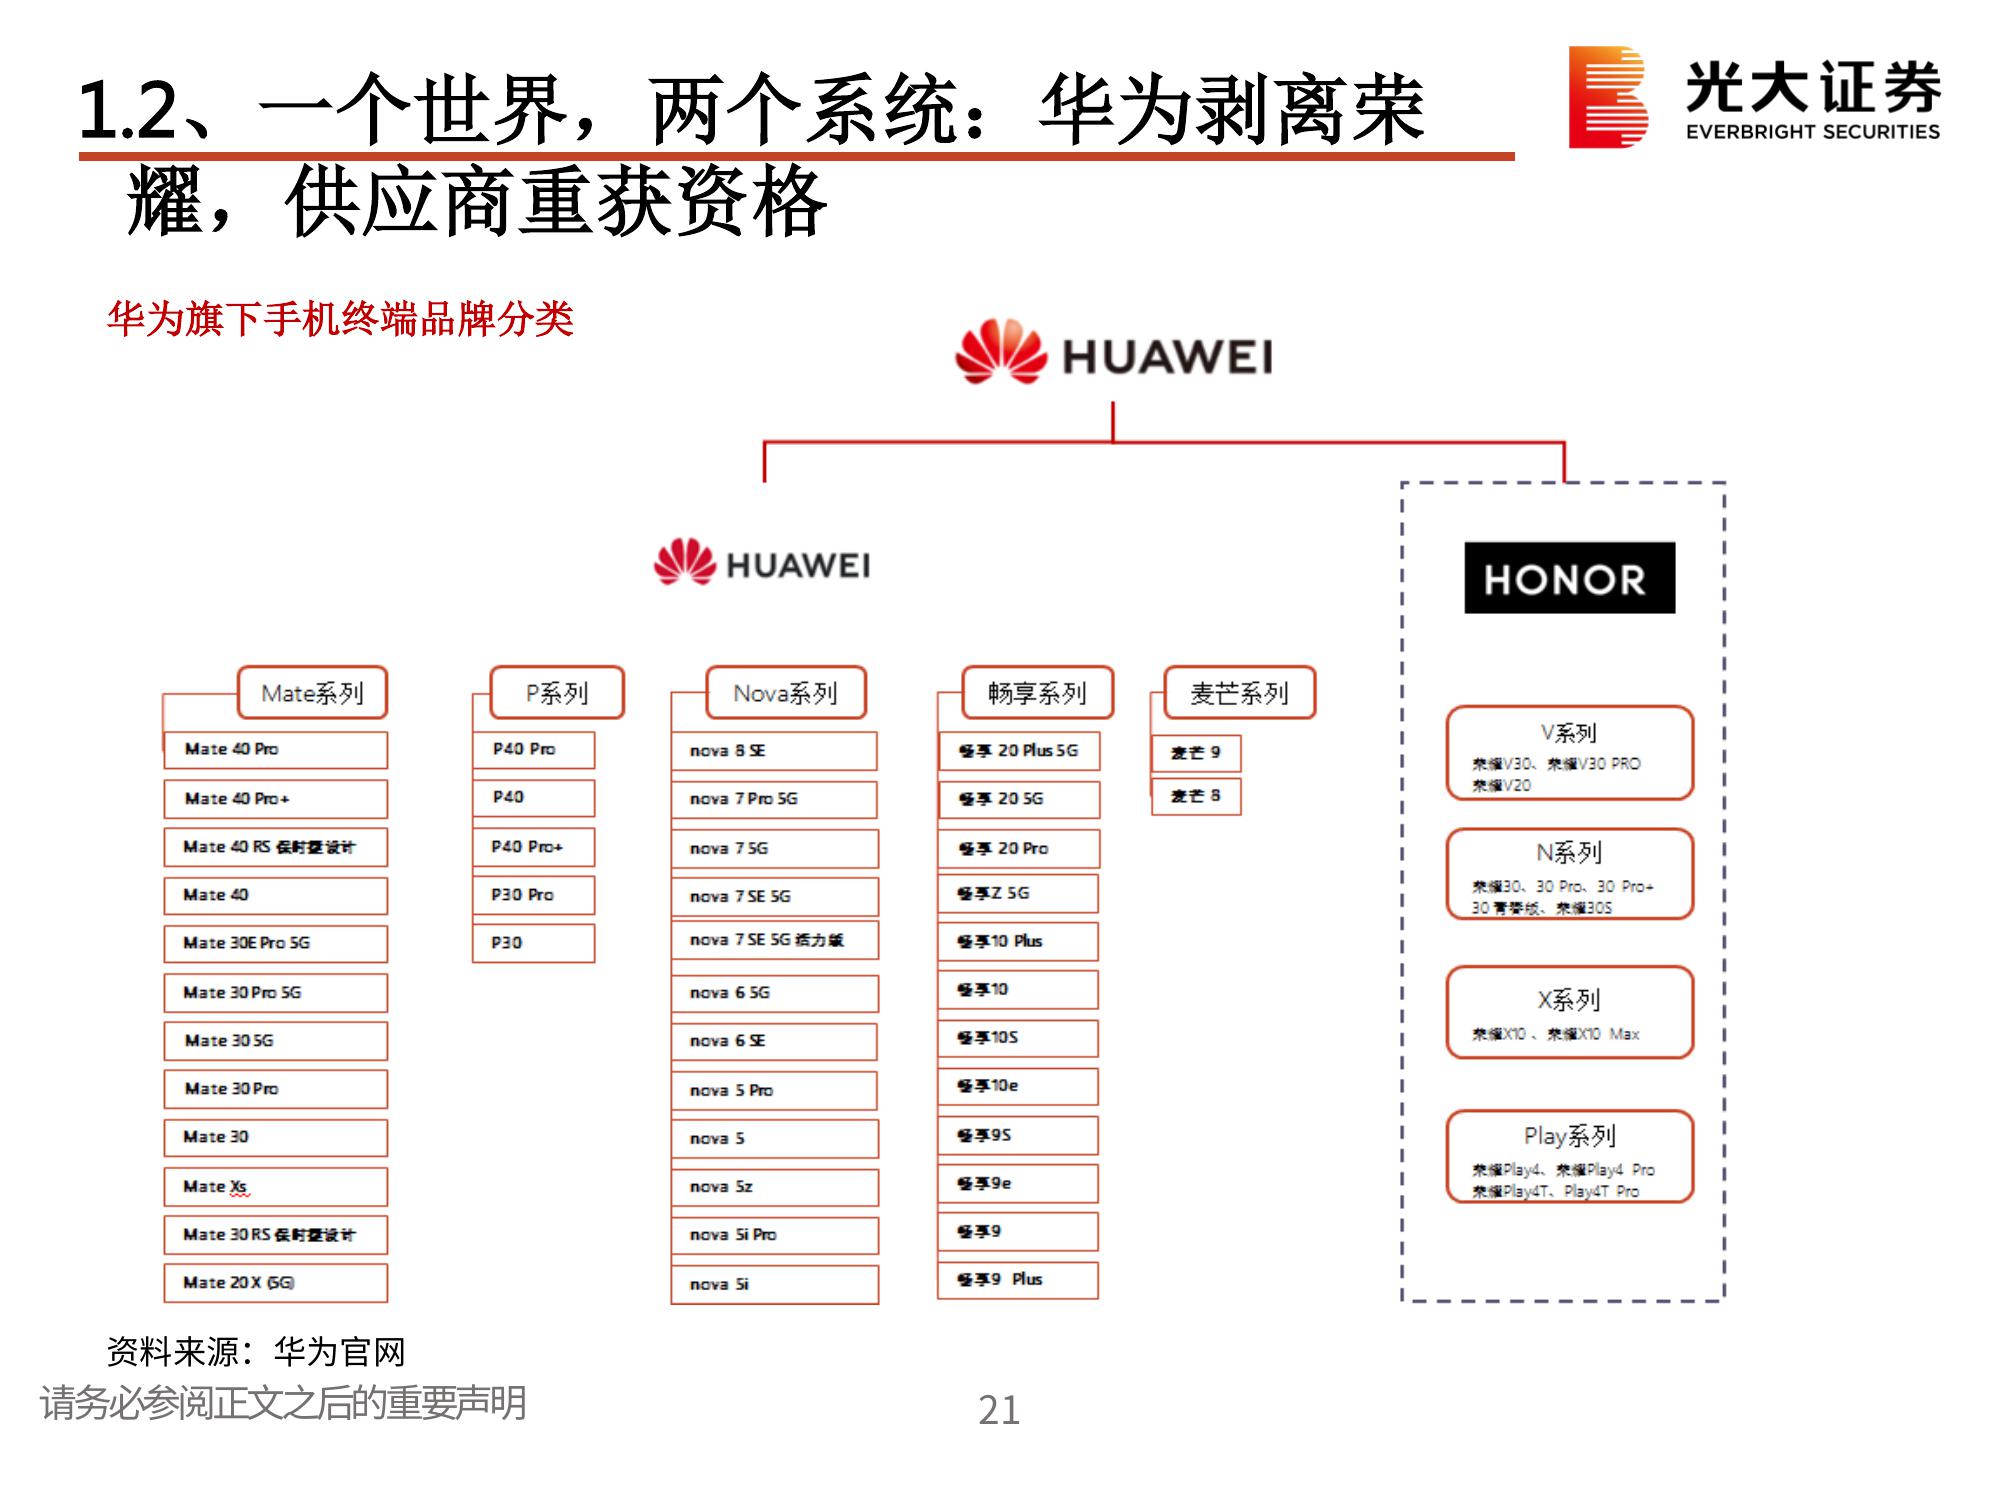 1.2、一个世界，两个系统：华为剥离荣
耀，供应商重获资格
光大证券
EVERBRIGHT SECURITIES
华为旗下手机终端品牌分类
HUAWEI
HUAWEI
HONOR
Mate系列
Mate 40 Pro
Mate 40 Pro+
Mate 40 RS 保时捷设计
Mate 40
Mate 30E Pro 5G
Mate 30 Pro 5G
Mate 30 5G
Mate 30 Pro
Mate 30
Mate Xs
Mate 30 RS 保时捷设计
Mate 20 X (5G)
P系列
P40 Pro
P40
P40 Pro+
P30 Pro
P30
Nova系列
nova 8 SE
nova 7 Pro 5G
nova 7 5G
nova 7 SE 5G
nova 7 SE 5G 活力版
nova 6 5G
nova 6 SE
nova 5 Pro
nova 5
nova 5z
nova 5i Pro
nova 5i
畅享系列
畅享 20 Plus 5G
畅享 20 5G
畅享 20 Pro
畅享Z 5G
畅享10 Plus
畅享10
畅享10S
畅享10e
畅享9S
畅享9e
畅享9
畅享9 Plus
麦芒系列
麦芒 9
麦芒 8
V系列
荣耀V30、荣耀V30 PRO
荣耀V20
N系列
荣耀30、30 Pro、30 Pro+
30 青春版、荣耀30S
X系列
荣耀X10 、荣耀X10 Max
Play系列
荣耀Play4、荣耀Play4 Pro
荣耀Play4T、Play4T Pro
资料来源：华为官网
请务必参阅正文之后的重要声明
21